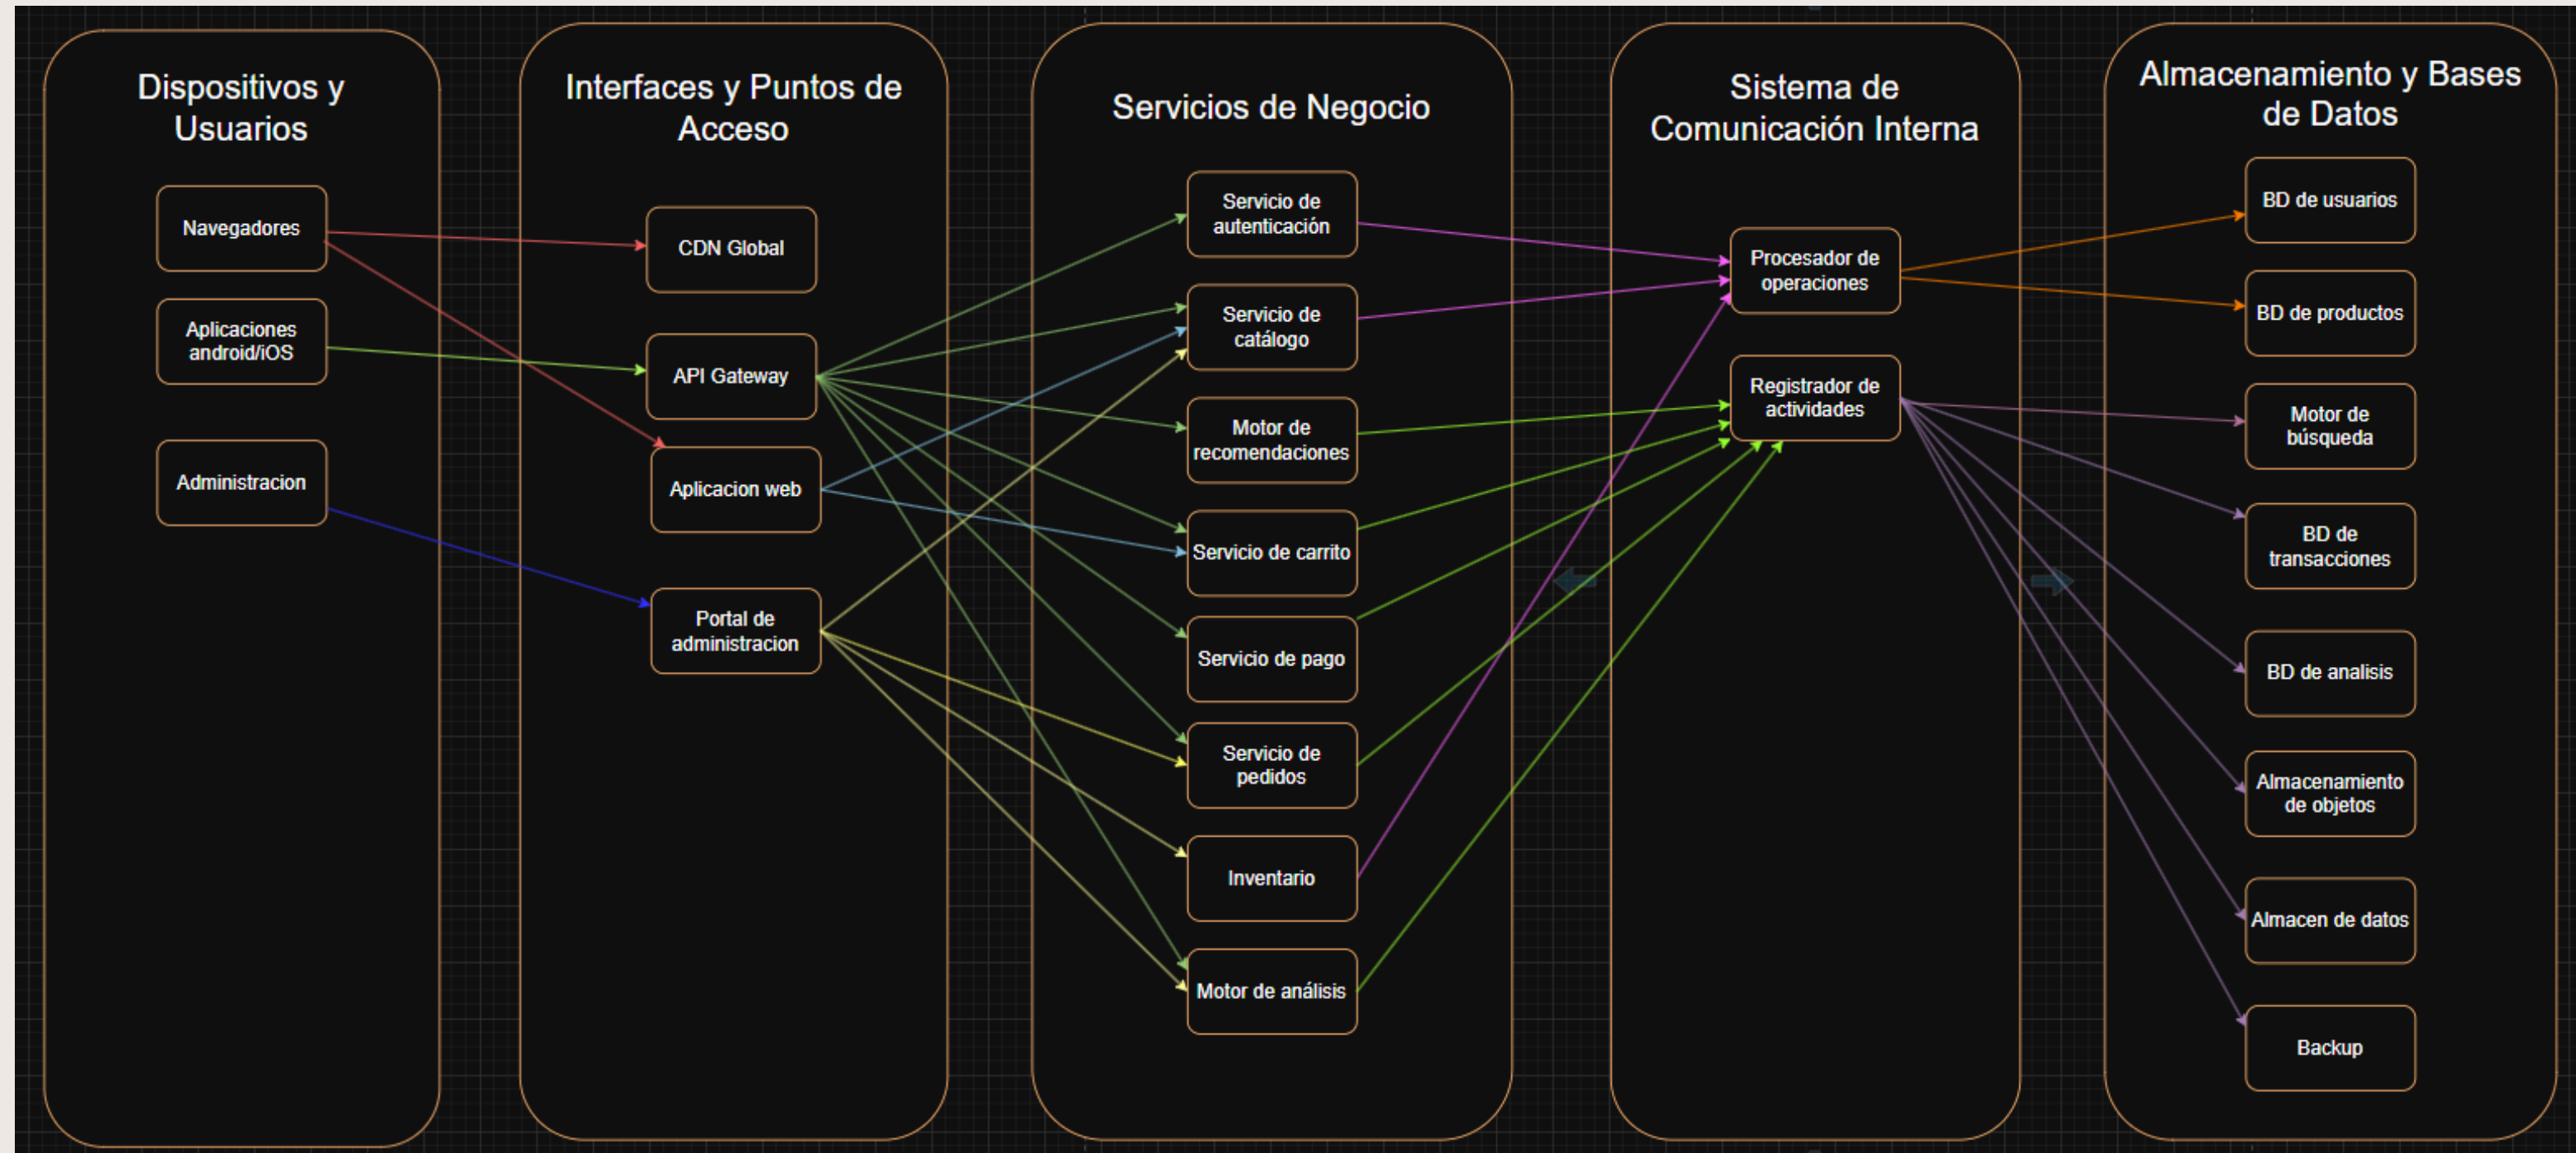 Dispositivos y
Usuarios
Navegadores
Aplicaciones
android/iOS
Administracion
Interfaces y Puntos de
Acceso
CDN Global
API Gateway
Aplicacion web
Portal de
administracion
Servicios de Negocio
Servicio de
autenticación
Servicio de
catálogo
Motor de
recomendaciones
Servicio de carrito
Servicio de pago
Servicio de
pedidos
Inventario
Motor de análisis
Sistema de
Comunicación Interna
Procesador de
operaciones
Registrador de
actividades
Almacenamiento y Bases
de Datos
BD de usuarios
BD de productos
Motor de
búsqueda
BD de
transacciones
BD de analisis
Almacenamiento
de objetos
Almacen de datos
Backup